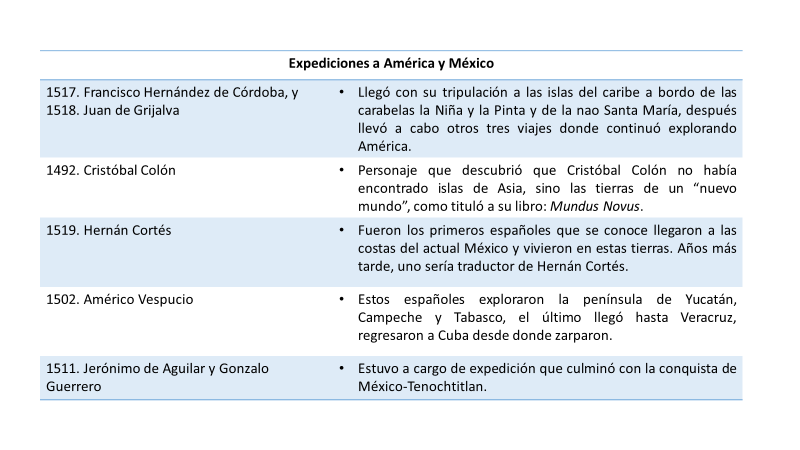 Expediciones a América y México
1517. Francisco Hernández de Córdoba, y
1518. Juan de Grijalva
• Llegó con su tripulación a las islas del caribe a bordo de las
carabelas la Niña y la Pinta y de la nao Santa María, después
llevó a cabo otros tres viajes donde continuó explorando
América.
1492. Cristóbal Colón
• Personaje que descubrió que Cristóbal Colón no había
encontrado islas de Asia, sino las tierras de un “nuevo
mundo”, como tituló a su libro: Mundus Novus.
1519. Hernán Cortés
• Fueron los primeros españoles que se conoce llegaron a las
costas del actual México y vivieron en estas tierras. Años más
tarde, uno sería traductor de Hernán Cortés.
1502. Américo Vespucio
• Estos españoles exploraron la península de Yucatán,
Campeche y Tabasco, el último llegó hasta Veracruz,
regresaron a Cuba desde donde zarparon.
1511. Jerónimo de Aguilar y Gonzalo
Guerrero
• Estuvo a cargo de expedición que culminó con la conquista de
México-Tenochtitlan.